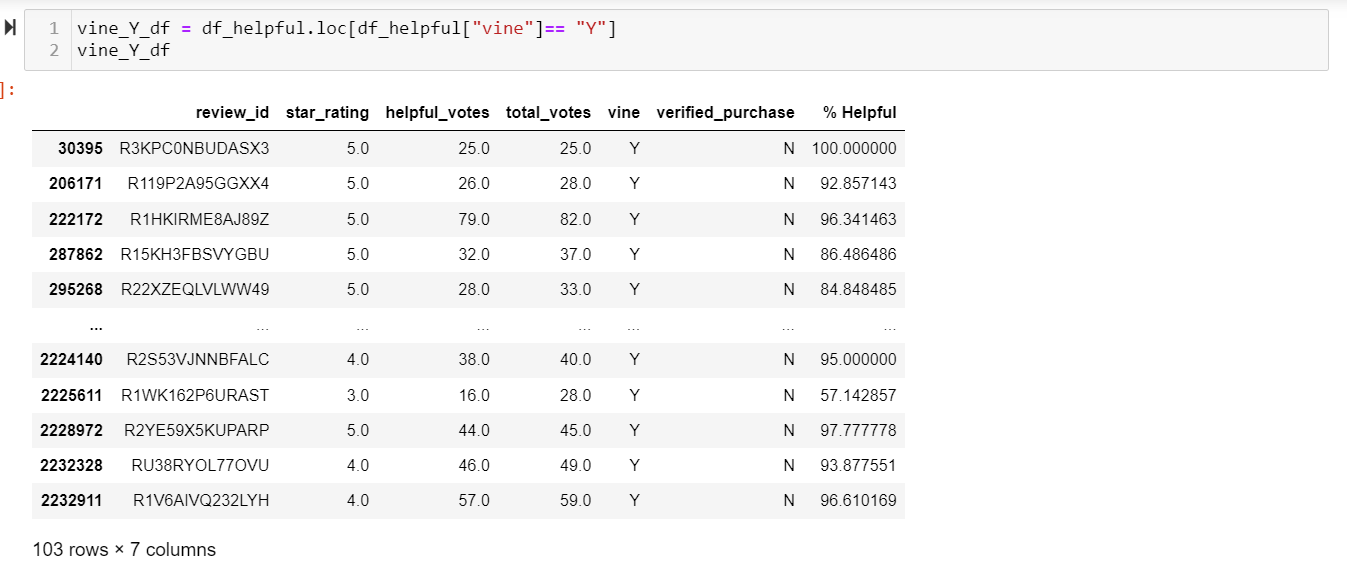 1 vine_Y_df = df_helpful.loc[df_helpful["vine"]== "Y"]
2 vine_Y_df
]:
review_id star_rating helpful_votes total_votes vine verified_purchase % Helpful
30395 R3KPC0NBUDASX3 5.0 25.0 25.0 Y N 100.000000
206171 R119P2A95GGXX4 5.0 26.0 28.0 Y N 92.857143
222172 R1HKIRME8AJ89Z 5.0 79.0 82.0 Y N 96.341463
287862 R15KH3FBSVYGBU 5.0 32.0 37.0 Y N 86.486486
295268 R22XZEQLVLWW49 5.0 28.0 33.0 Y N 84.848485
... ... ... ... ... ... ... ...
2224140 R2S53VJNNBFALC 4.0 38.0 40.0 Y N 95.000000
2225611 R1WK162P6URAST 3.0 16.0 28.0 Y N 57.142857
2228972 R2YE59X5KUPARP 5.0 44.0 45.0 Y N 97.777778
2232328 RU38RYOL77OVU 4.0 46.0 49.0 Y N 93.877551
2232911 R1V6AIVQ232LYH 4.0 57.0 59.0 Y N 96.610169
103 rows × 7 columns